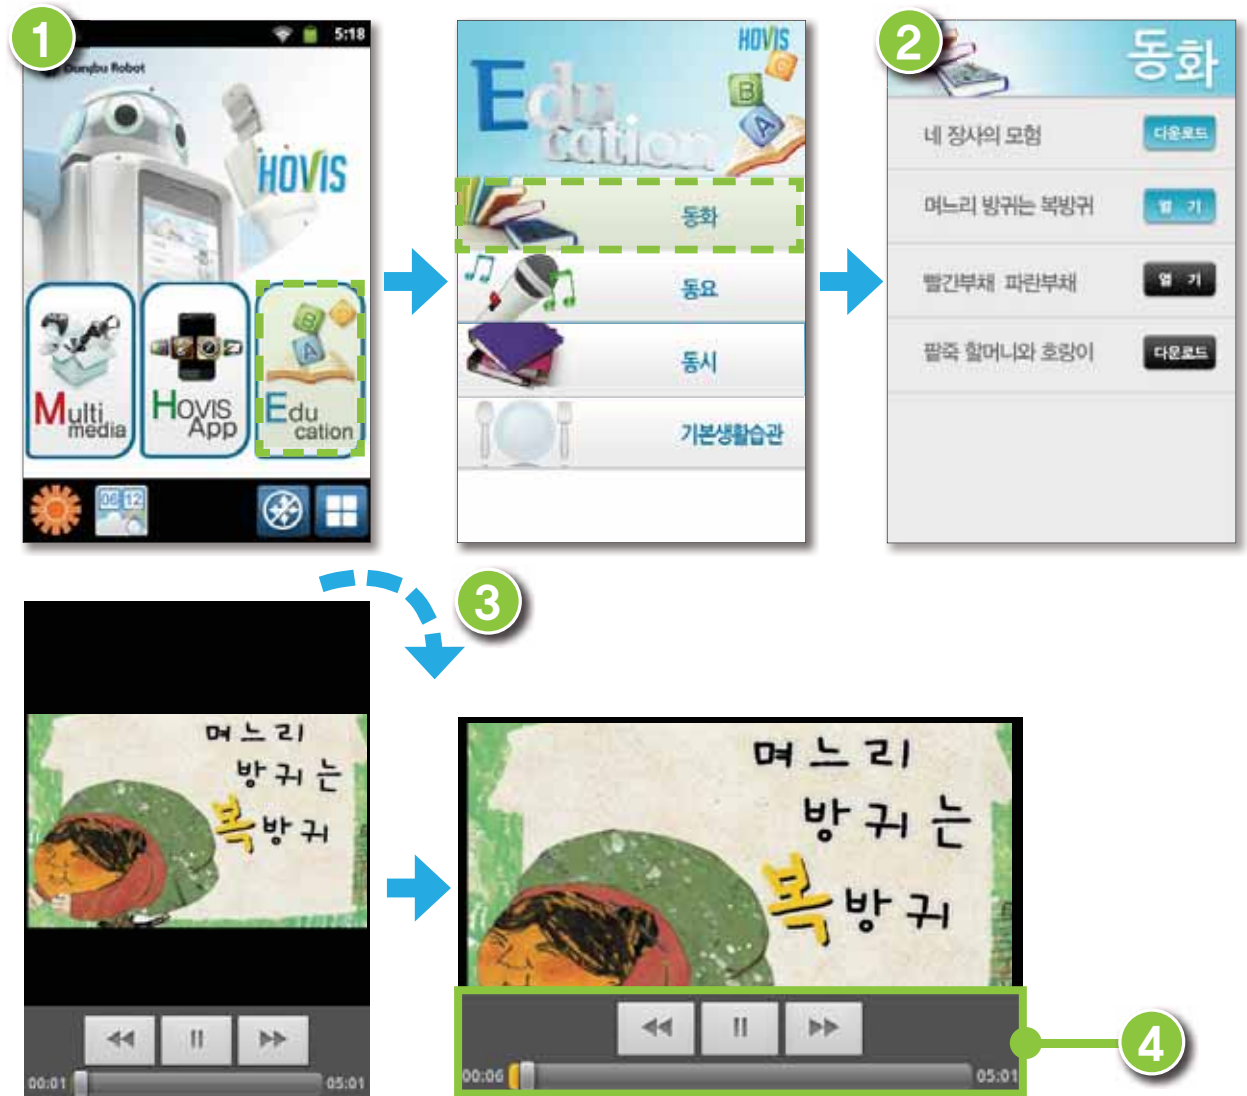 1
5:18
Dongbu Robot
HOVIS
Multi
media
HOVIS
App
Edu
cation
06 12
HOVIS
Edu
cation
B
A
동화
동요
동시
기본생활습관
2
동화
네 장사의 모험
다운로드
며느리 방귀는 복방귀
열 기
빨간부채 파란부채
열 기
팥죽 할머니와 호랑이
다운로드
3
며느리
방귀는
복방귀
00:01
05:01
며느리
방귀는
복방귀
00:06
05:01
4